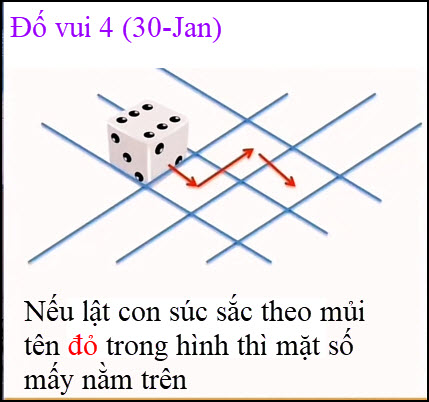 Đố vui 4 (30-Jan)
Nếu lật con súc sắc theo mủi
tên đỏ trong hình thì mặt số
mấy nằm trên